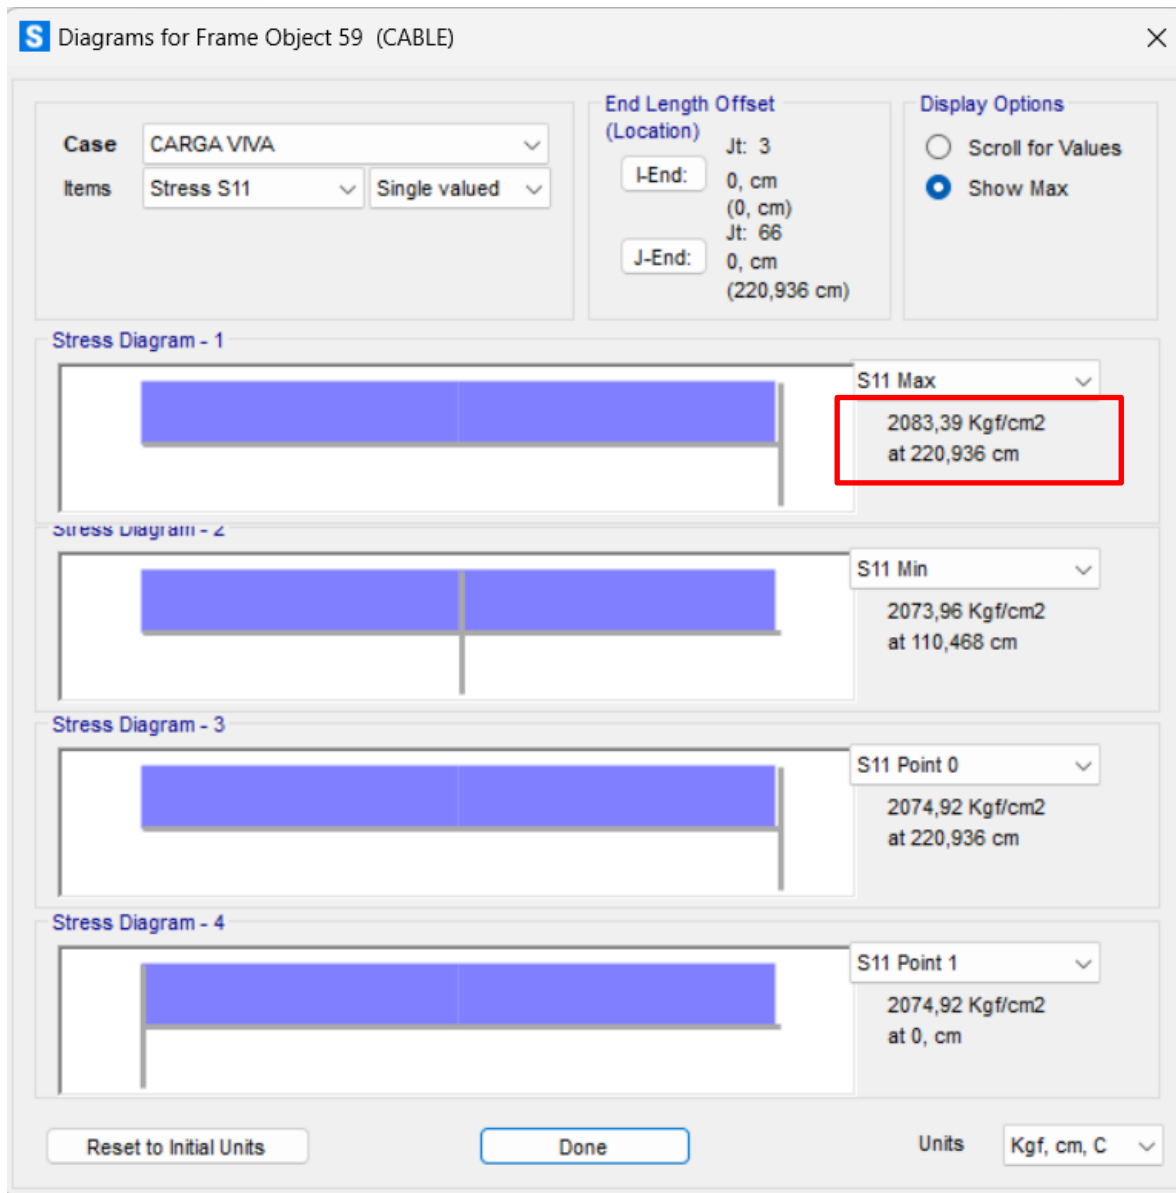 S Diagrams for Frame Object 59 (CABLE)
Case CARGA VIVA
Items Stress S11 Single valued
End Length Offset
(Location)
Jt: 3
I-End: 0, cm
(0, cm)
Jt: 66
J-End: 0, cm
(220,936 cm)
Display Options
Scroll for Values
Show Max
Stress Diagram - 1
S11 Max
2083,39 Kgf/cm2
at 220,936 cm
Stress Diagram - 2
S11 Min
2073,96 Kgf/cm2
at 110,468 cm
Stress Diagram - 3
S11 Point 0
2074,92 Kgf/cm2
at 220,936 cm
Stress Diagram - 4
S11 Point 1
2074,92 Kgf/cm2
at 0, cm
Reset to Initial Units Done Units Kgf, cm, C